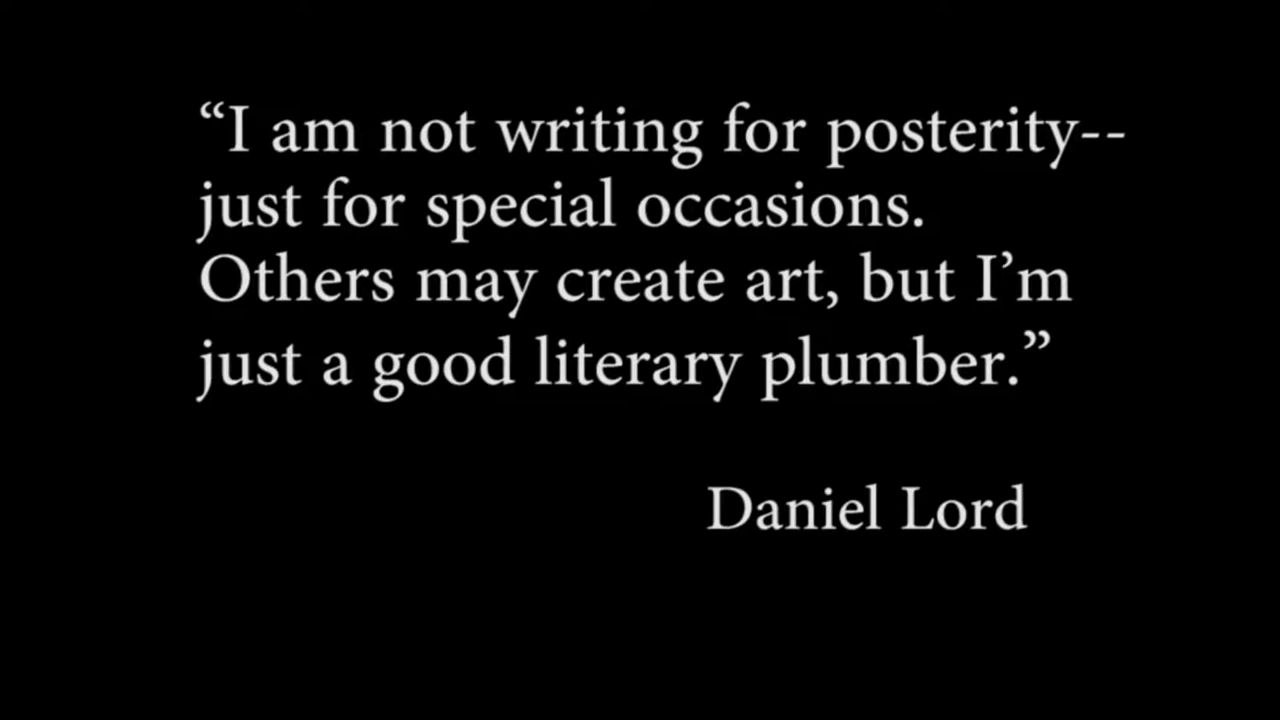 “I am not writing for posterity--
just for special occasions.
Others may create art, but I’m
just a good literary plumber.”
Daniel Lord